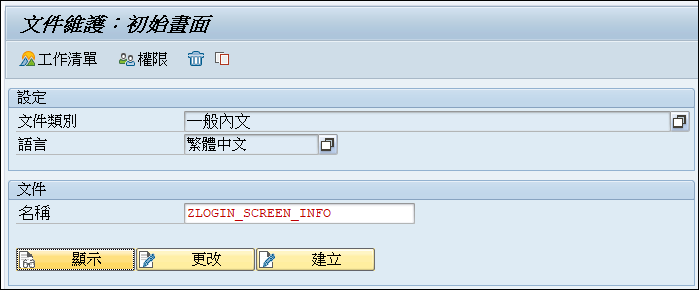 文件維護：初始畫面
工作清單 權限
設定
文件類別 一般內文
語言 繁體中文
文件
名稱 ZLOGIN_SCREEN_INFO
顯示 更改 建立